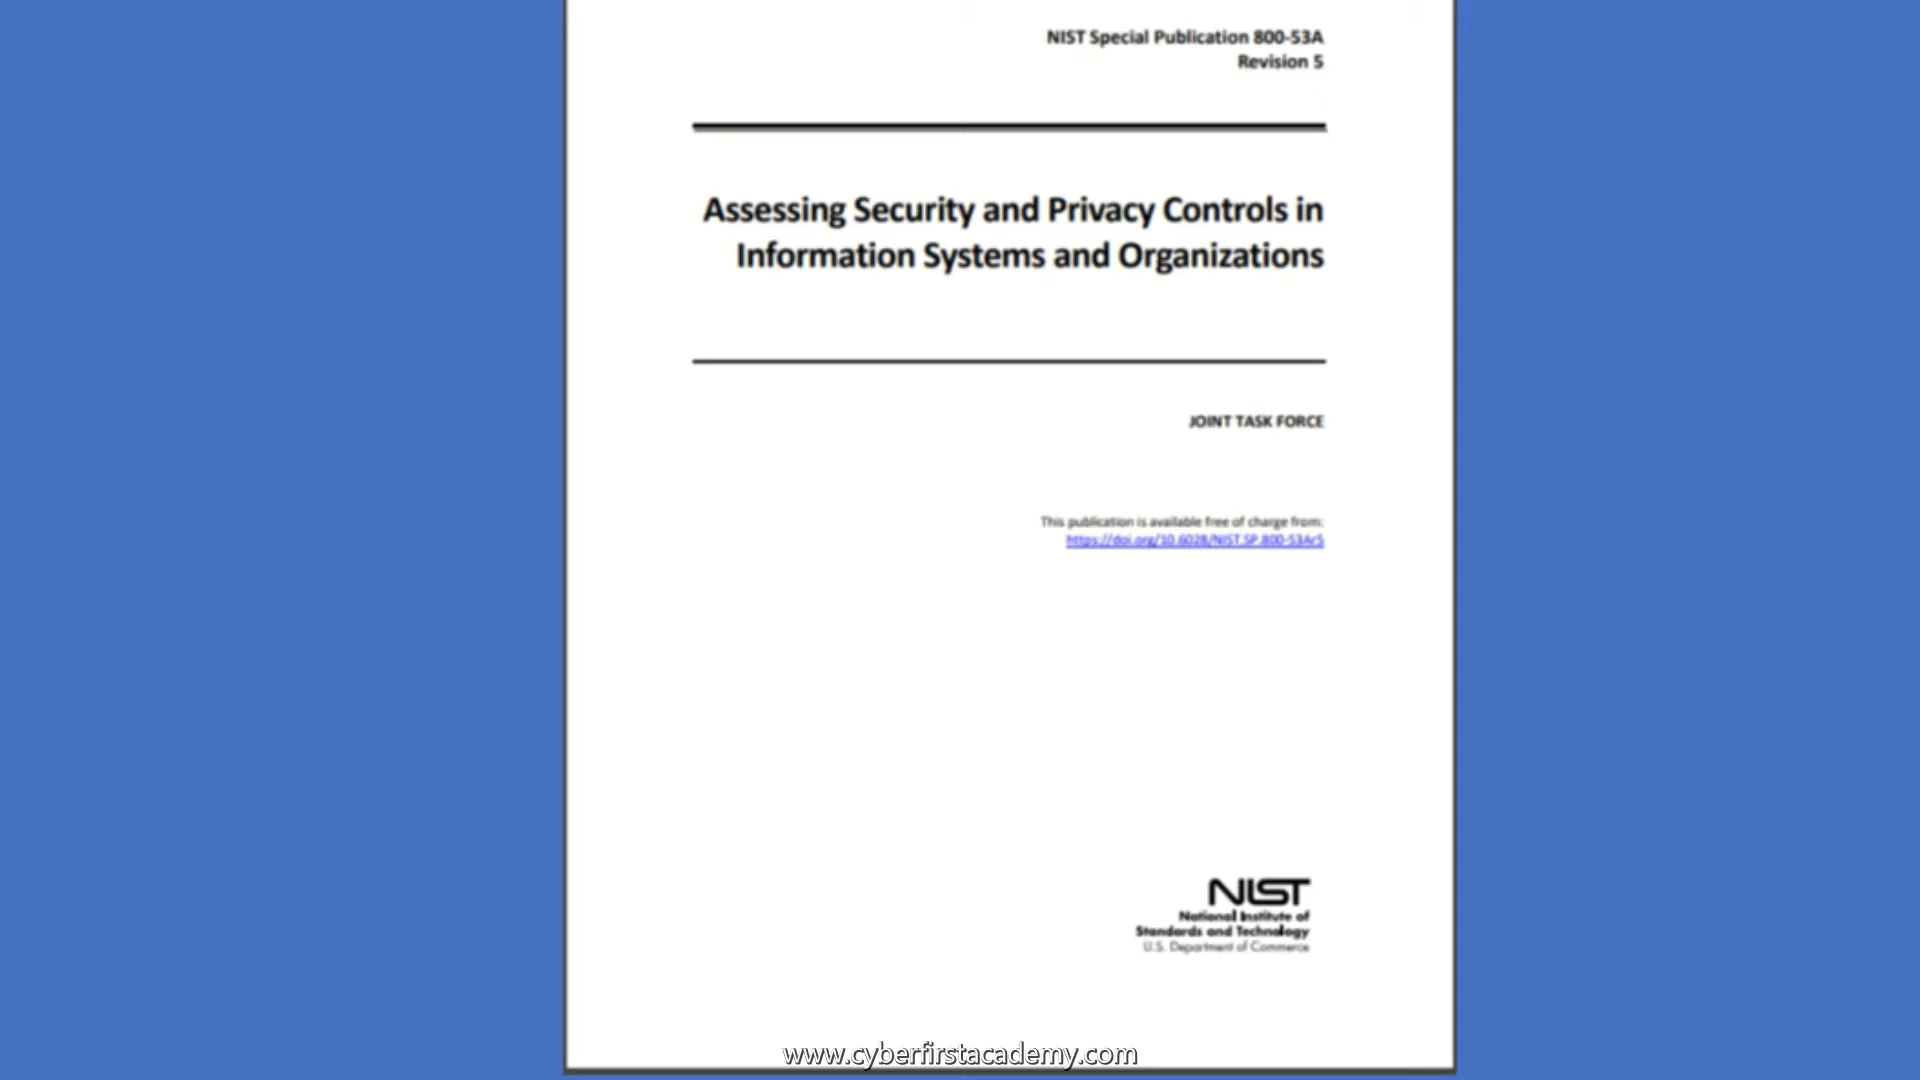 NIST Special Publication 800-53A
Revision 5
Assessing Security and Privacy Controls in
Information Systems and Organizations
JOINT TASK FORCE
This publication is available free of charge from:
https://doi.org/10.6028/NIST.SP.800-53Ar5
NIST
National Institute of
Standards and Technology
U.S. Department of Commerce
www.cyberfirstacademy.com